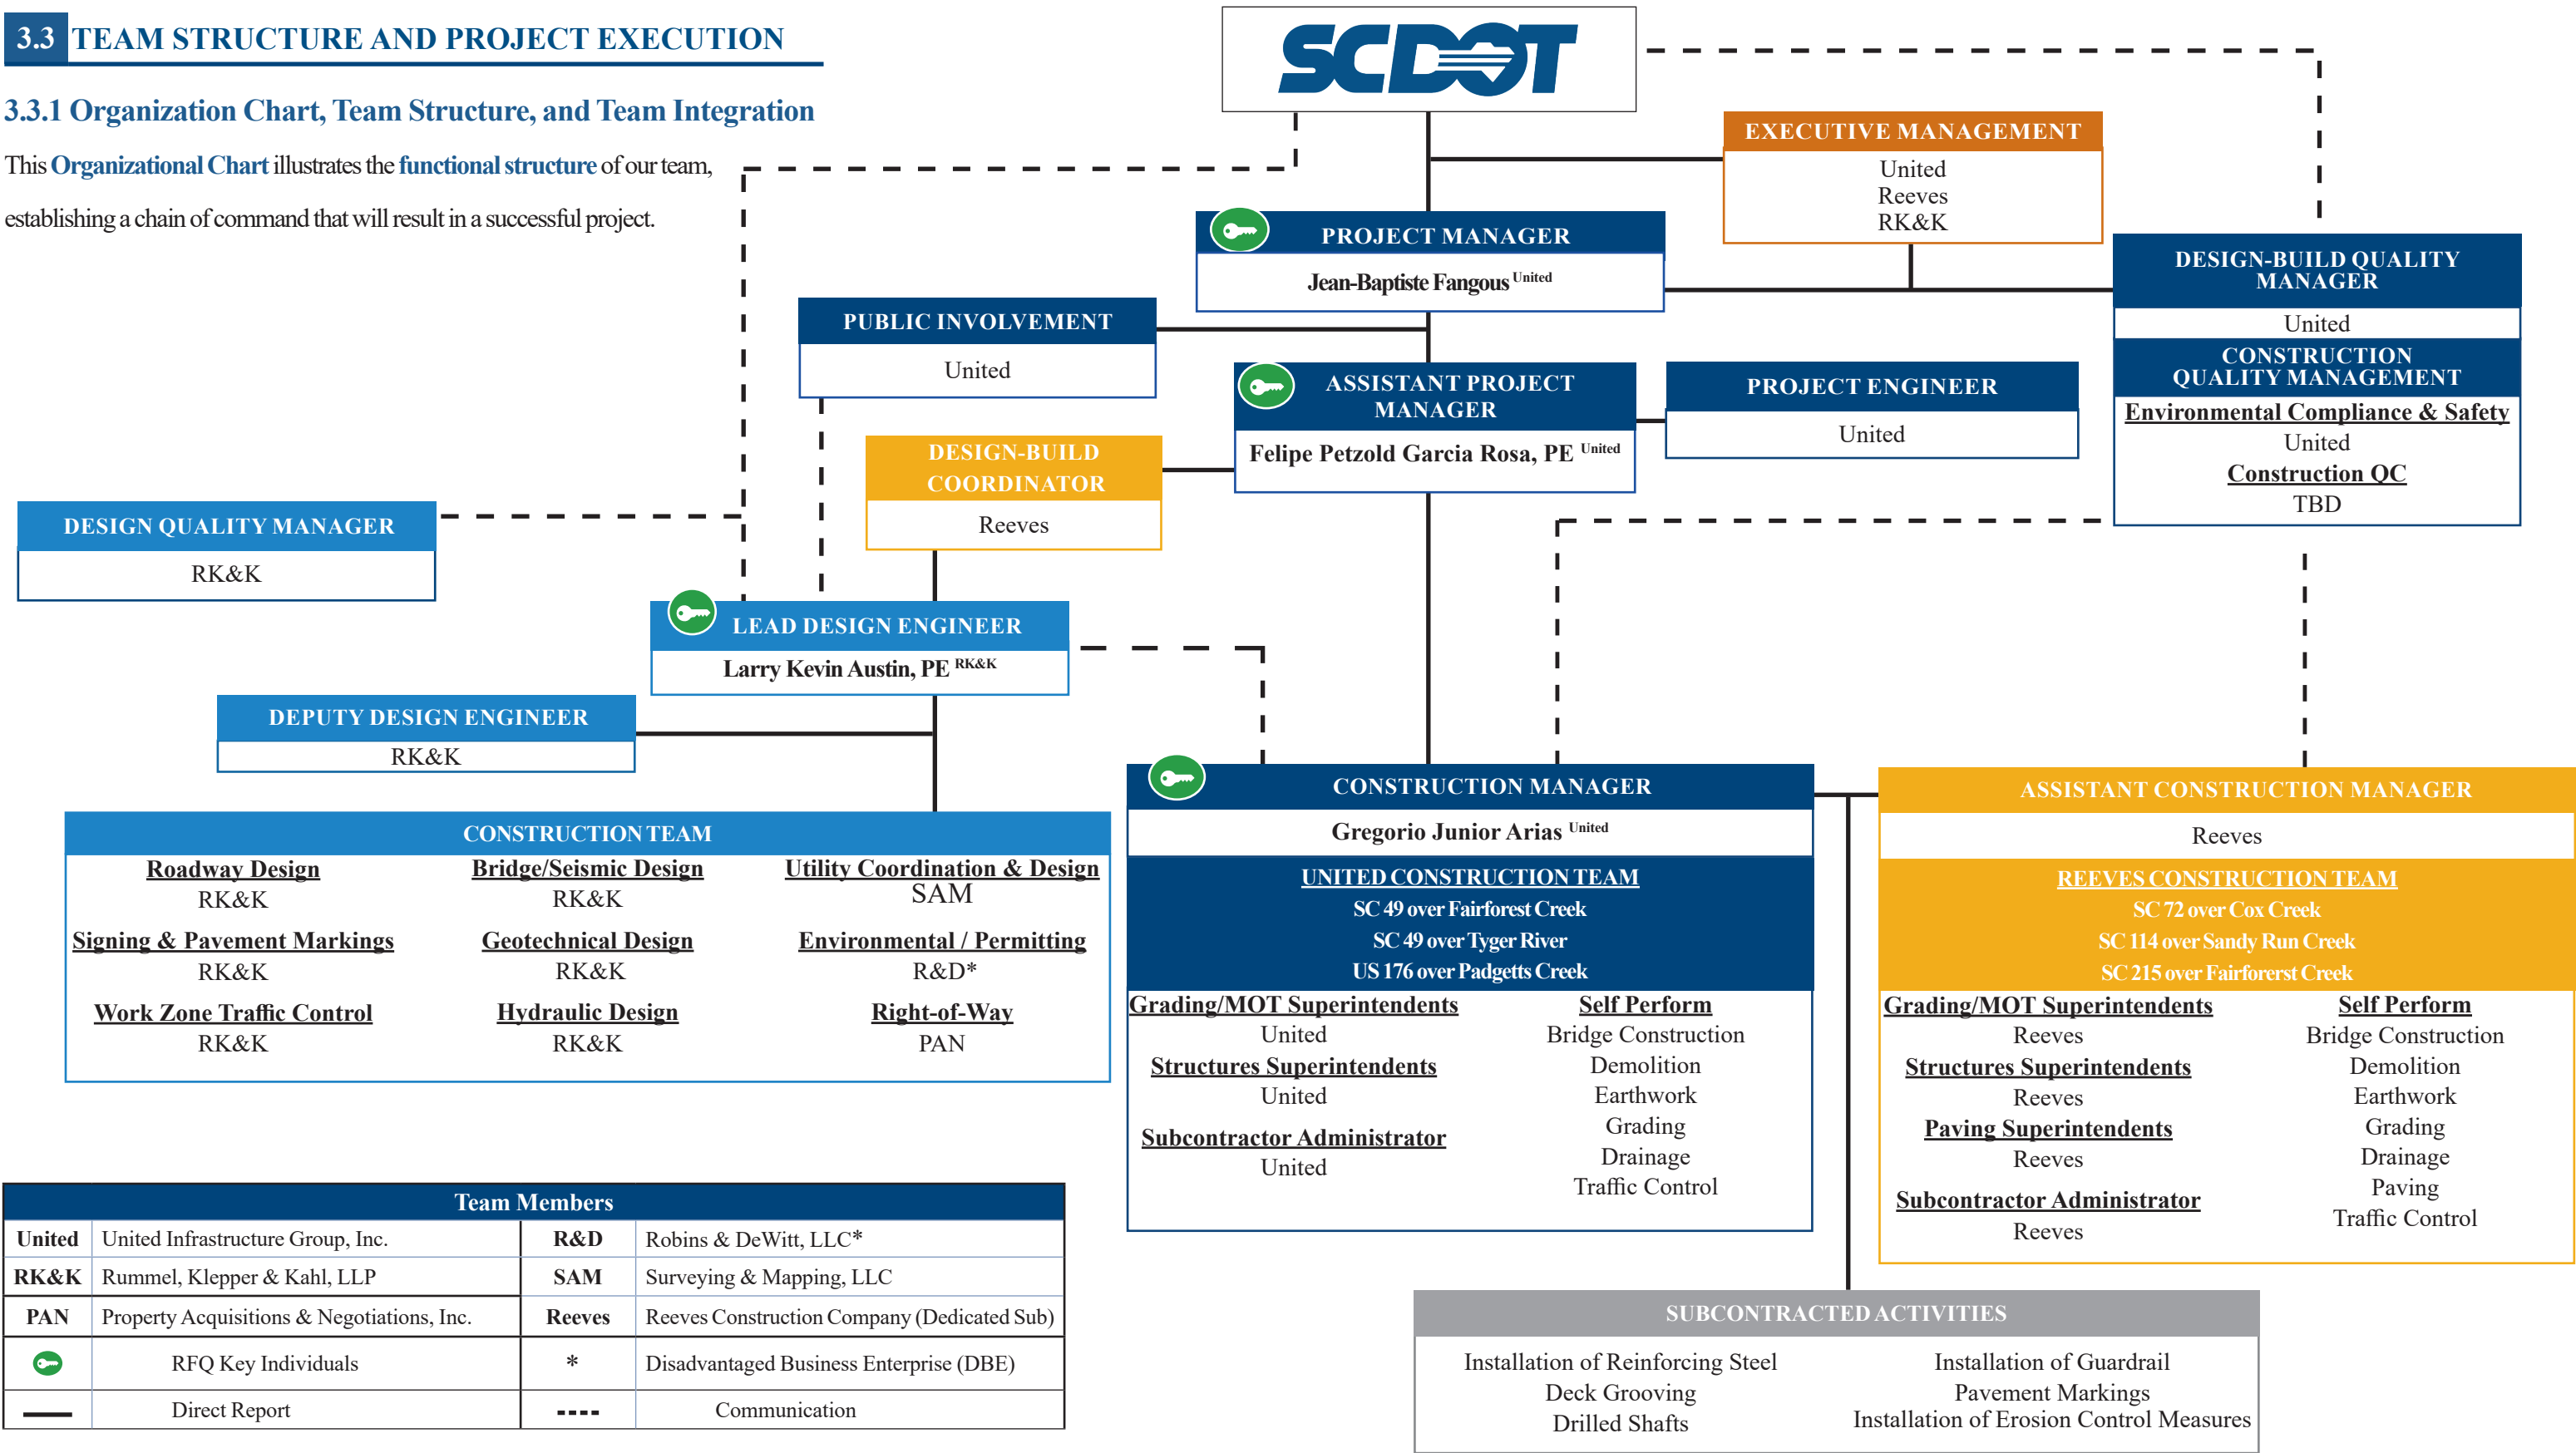 3.3 TEAM STRUCTURE AND PROJECT EXECUTION
3.3.1 Organization Chart, Team Structure, and Team Integration
This Organizational Chart illustrates the functional structure of our team,
establishing a chain of command that will result in a successful project.
SCDOT
EXECUTIVE MANAGEMENT
United
Reeves
RK&K
PROJECT MANAGER
Jean-Baptiste Fangous United
DESIGN-BUILD QUALITY
MANAGER
United
CONSTRUCTION
QUALITY MANAGEMENT
Environmental Compliance & Safety
United
Construction QC
TBD
PUBLIC INVOLVEMENT
United
ASSISTANT PROJECT
MANAGER
Felipe Petzold Garcia Rosa, PE United
PROJECT ENGINEER
United
DESIGN-BUILD
COORDINATOR
Reeves
DESIGN QUALITY MANAGER
RK&K
LEAD DESIGN ENGINEER
Larry Kevin Austin, PE RK&K
DEPUTY DESIGN ENGINEER
RK&K
CONSTRUCTION TEAM
Roadway Design
RK&K
Signing & Pavement Markings
RK&K
Work Zone Traffic Control
RK&K
Bridge/Seismic Design
RK&K
Geotechnical Design
RK&K
Hydraulic Design
RK&K
Utility Coordination & Design
SAM
Environmental / Permitting
R&D*
Right-of-Way
PAN
CONSTRUCTION MANAGER
Gregorio Junior Arias United
UNITED CONSTRUCTION TEAM
SC 49 over Fairforest Creek
SC 49 over Tyger River
US 176 over Padgetts Creek
Grading/MOT Superintendents
United
Structures Superintendents
United
Subcontractor Administrator
United
Self Perform
Bridge Construction
Demolition
Earthwork
Grading
Drainage
Traffic Control
ASSISTANT CONSTRUCTION MANAGER
Reeves
REEVES CONSTRUCTION TEAM
SC 72 over Cox Creek
SC 114 over Sandy Run Creek
SC 215 over Fairforerst Creek
Grading/MOT Superintendents
Reeves
Structures Superintendents
Reeves
Paving Superintendents
Reeves
Subcontractor Administrator
Reeves
Self Perform
Bridge Construction
Demolition
Earthwork
Grading
Drainage
Paving
Traffic Control
SUBCONTRACTED ACTIVITIES
Installation of Reinforcing Steel
Deck Grooving
Drilled Shafts
Installation of Guardrail
Pavement Markings
Installation of Erosion Control Measures
Team Members
United United Infrastructure Group, Inc. R&D Robins & DeWitt, LLC*
RK&K Rummel, Klepper & Kahl, LLP SAM Surveying & Mapping, LLC
PAN Property Acquisitions & Negotiations, Inc. Reeves Reeves Construction Company (Dedicated Sub)
RFQ Key Individuals * Disadvantaged Business Enterprise (DBE)
Direct Report Communication